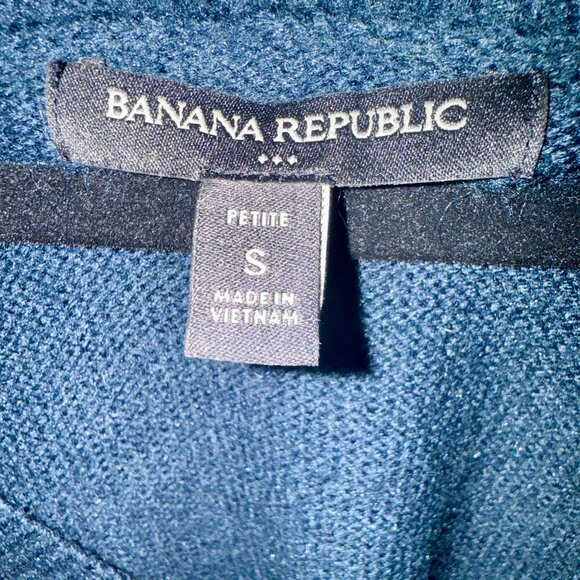 BANANA REPUBLIC
PETITE
S
MADE IN
VIETNAM